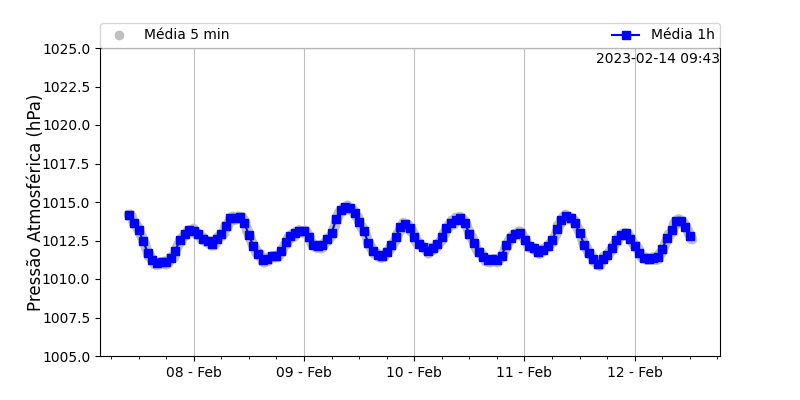 Média 5 min
Média 1h
2023-02-14 09:43
Pressão Atmosférica (hPa)
1025.0
1022.5
1020.0
1017.5
1015.0
1012.5
1010.0
1007.5
1005.0
08 - Feb
09 - Feb
10 - Feb
11 - Feb
12 - Feb